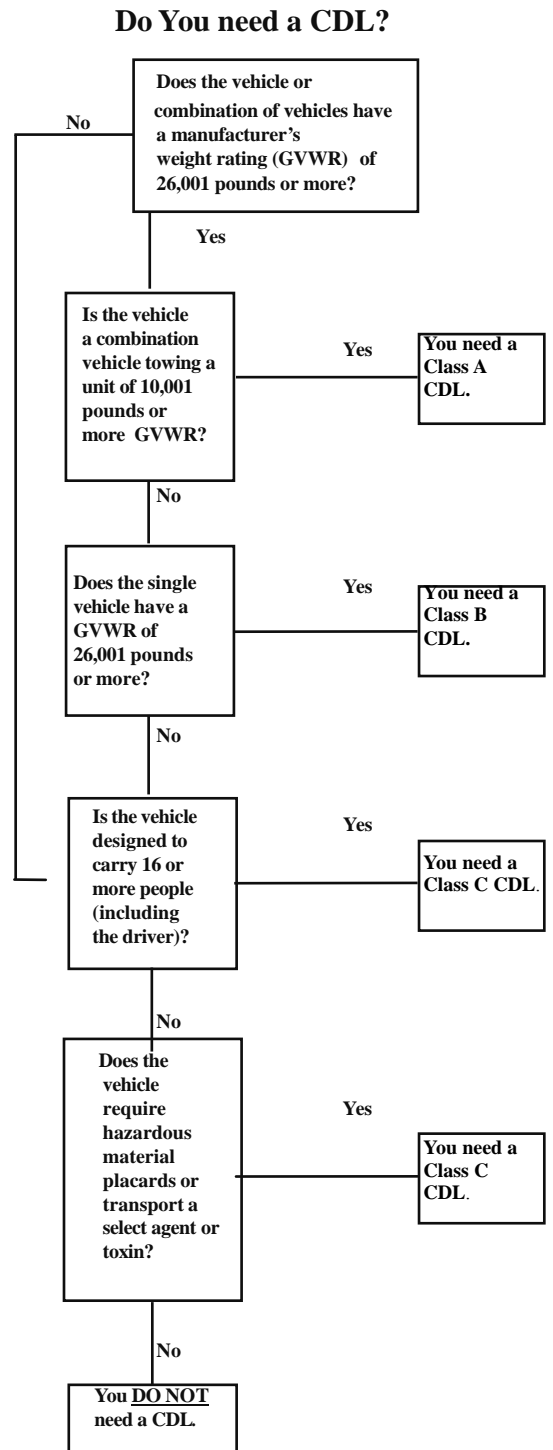 Do You need a CDL?
Does the vehicle or
combination of vehicles have
a manufacturer's
weight rating (GVWR) of
26,001 pounds or more?
No
Yes
Is the vehicle
a combination
vehicle towing a
unit of 10,001
pounds or
more GVWR?
Yes
You need a
Class A
CDL.
No
Does the single
vehicle have a
GVWR of
26,001 pounds
or more?
Yes
You need a
Class B
CDL.
No
Is the vehicle
designed to
carry 16 or
more people
(including
the driver)?
Yes
You need a
Class C CDL.
No
Does the
vehicle
require
hazardous
material
placards or
transport a
select agent or
toxin?
Yes
You need a
Class C
CDL.
No
You DO NOT
need a CDL.